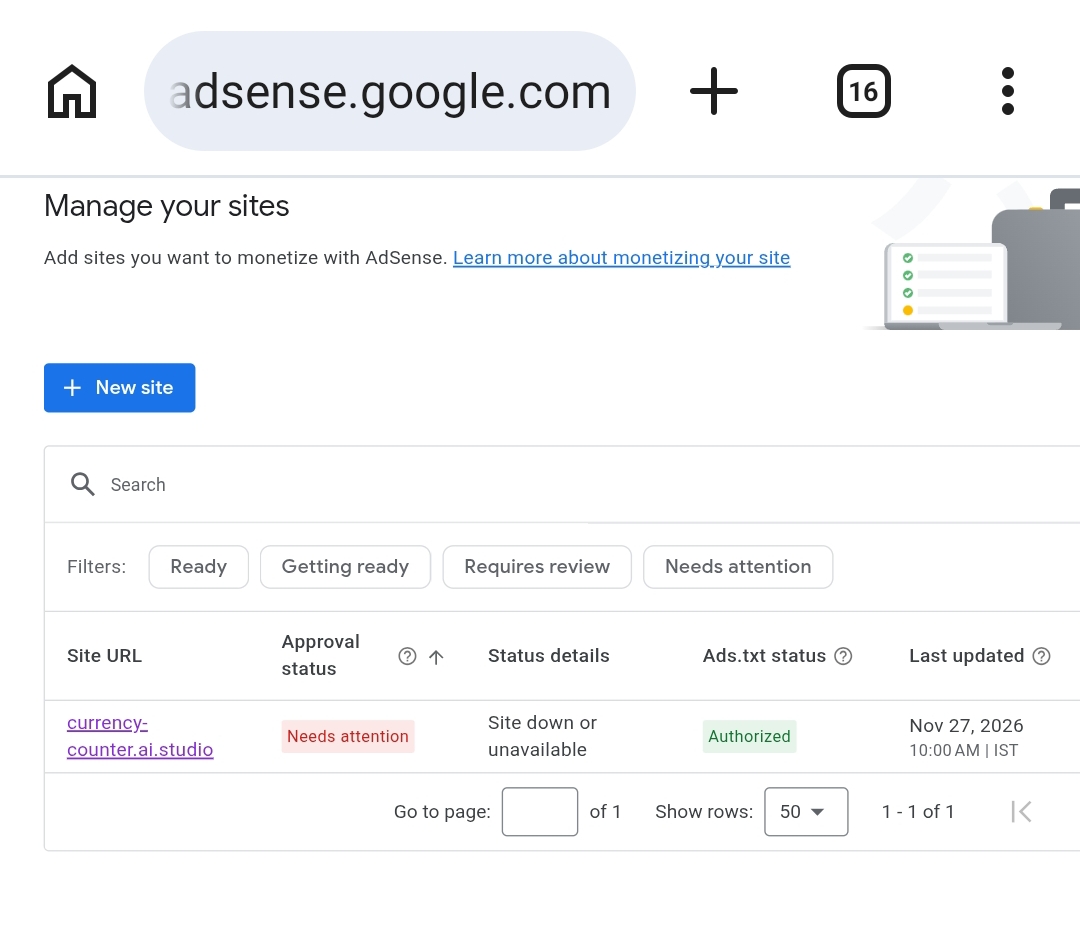 adsense.google.com
16
Manage your sites
Add sites you want to monetize with AdSense. Learn more about monetizing your site
New site
Search
Filters: Ready Getting ready Requires review Needs attention
Site URL Approval status Status details Ads.txt status Last updated
currency-
counter.ai.studio
Needs attention
Site down or
unavailable
Authorized
Nov 27, 2026
10:00 AM | IST
Go to page: of 1 Show rows: 50 1 - 1 of 1